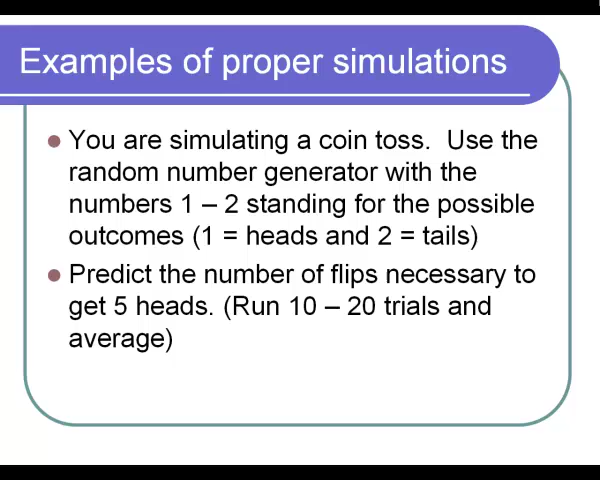 Examples of proper simulations
You are simulating a coin toss.  Use the
random number generator with the
numbers 1 – 2 standing for the possible
outcomes (1 = heads and 2 = tails)
Predict the number of flips necessary to
get 5 heads. (Run 10 – 20 trials and
average)